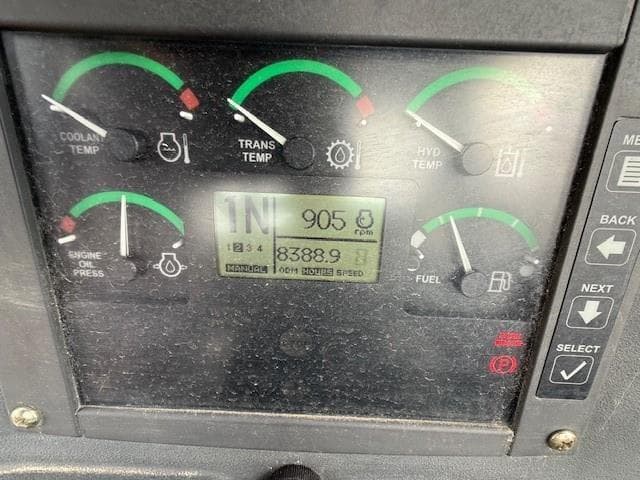 COOLANT TEMP
TRANS TEMP
HYD TEMP
ENGINE OIL PRESS
1N
905 rpm
1 2 3 4
8388.9
MANUAL
ODM HOURS SPEED
FUEL
ME
BACK
NEXT
SELECT